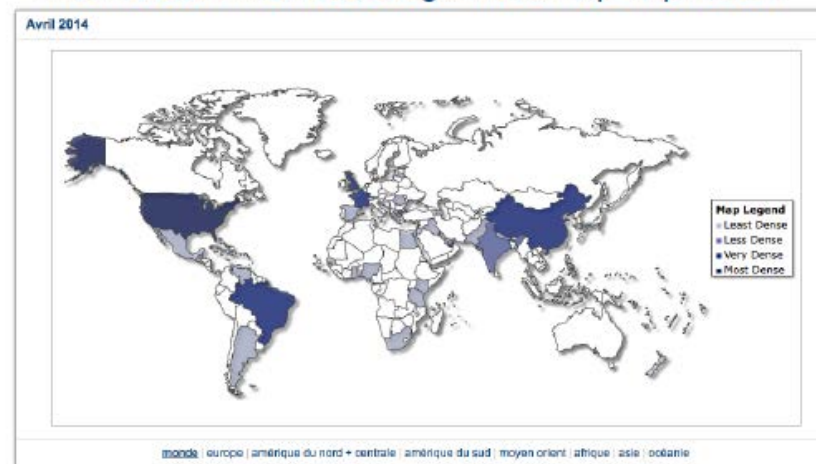 Avril 2014
Map Legend
Least Dense
Less Dense
Very Dense
Most Dense
monde | europe | amérique du nord + centrale | amérique du sud | moyen orient | afrique | asie | océanie